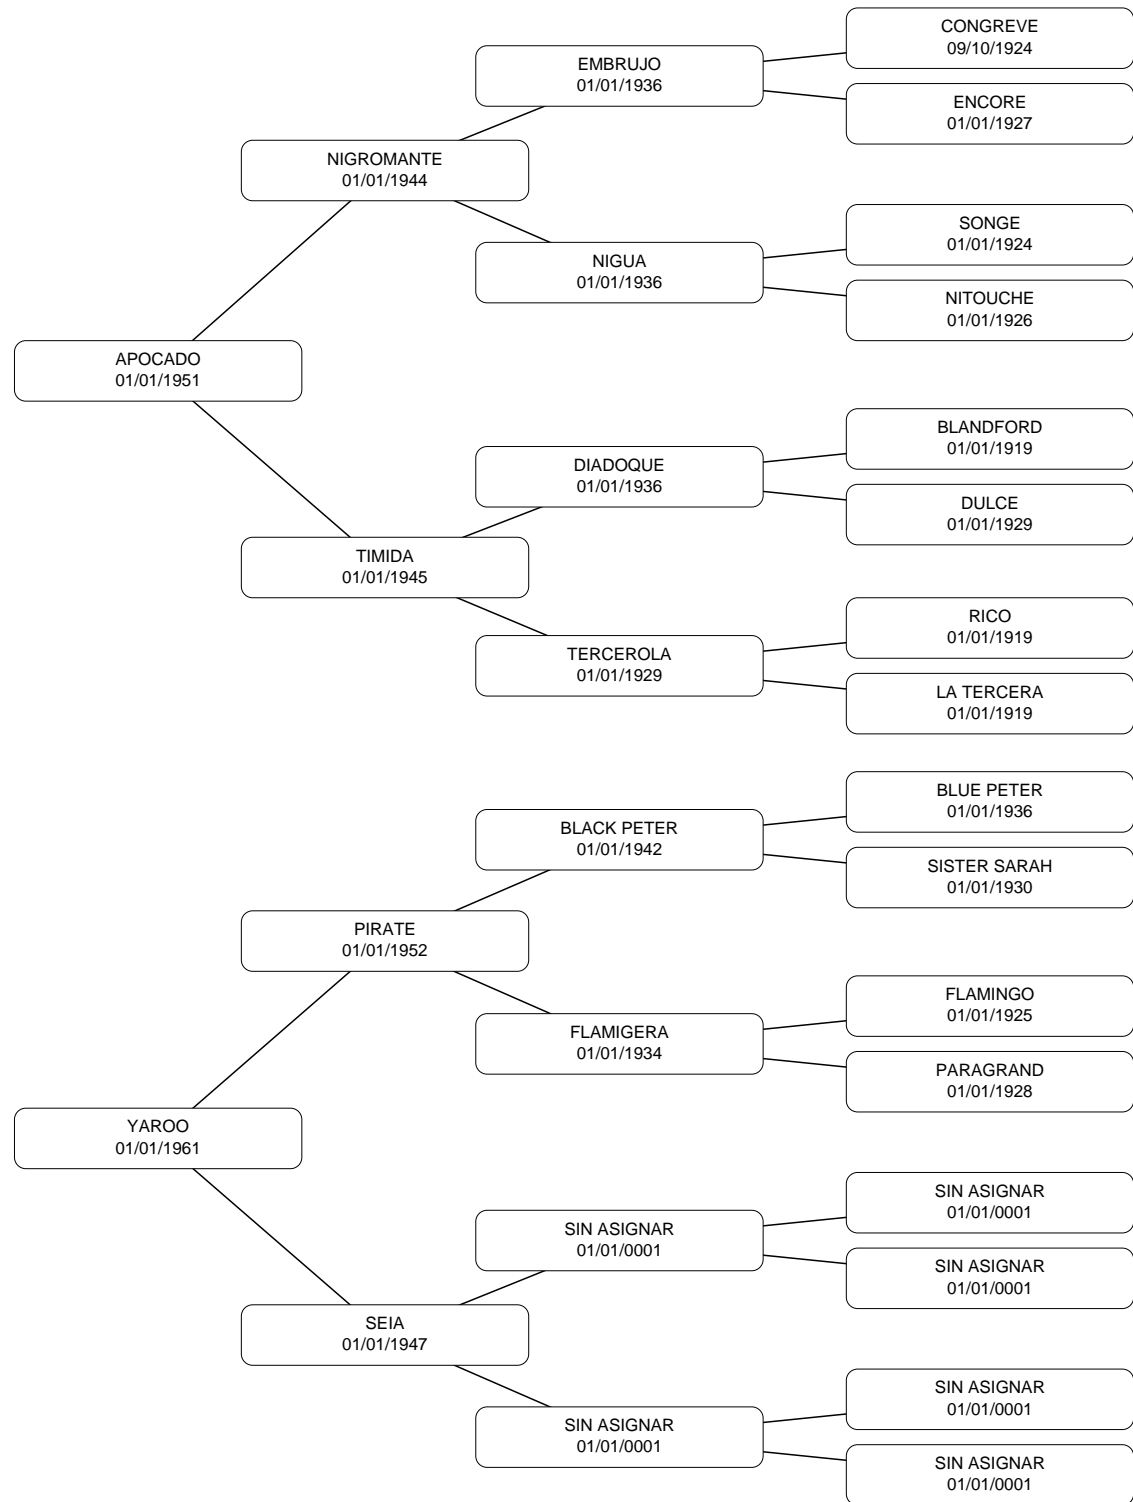 CONGREVE
09/10/1924
EMBRUJO
01/01/1936
ENCORE
01/01/1927
NIGROMANTE
01/01/1944
SONGE
01/01/1924
NIGUA
01/01/1936
NITOUCHE
01/01/1926
APOCADO
01/01/1951
BLANDFORD
01/01/1919
DIADOQUE
01/01/1936
DULCE
01/01/1929
TIMIDA
01/01/1945
RICO
01/01/1919
TERCEROLA
01/01/1929
LA TERCERA
01/01/1919
BLUE PETER
01/01/1936
BLACK PETER
01/01/1942
SISTER SARAH
01/01/1930
PIRATE
01/01/1952
FLAMINGO
01/01/1925
FLAMIGERA
01/01/1934
PARAGRAND
01/01/1928
YAROO
01/01/1961
SIN ASIGNAR
01/01/0001
SIN ASIGNAR
01/01/0001
SIN ASIGNAR
01/01/0001
SEIA
01/01/1947
SIN ASIGNAR
01/01/0001
SIN ASIGNAR
01/01/0001
SIN ASIGNAR
01/01/0001